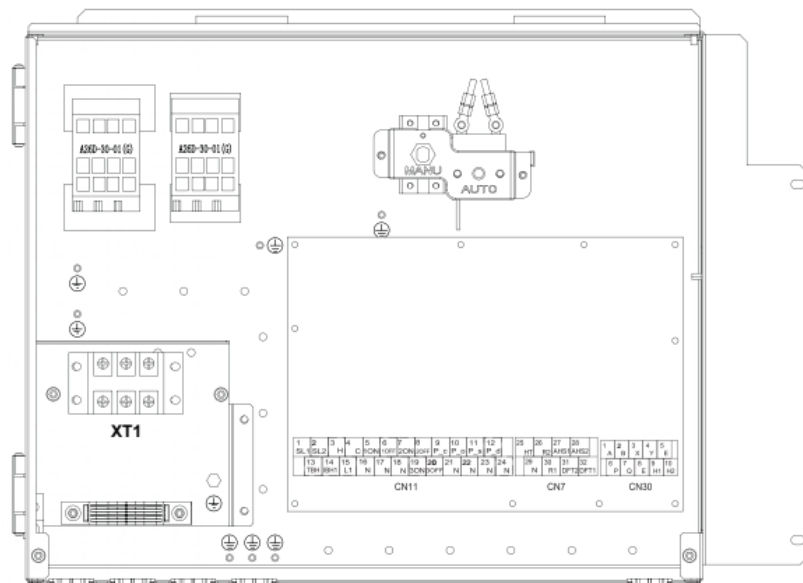 A26D-30-01(G)
A26D-30-01(G)
MANU
AUTO
XT1
1 2 3 4 5 6 7 8 9 10 11 12
SL1 SL2 H C 1ON 1OFF 2ON 2OFF P_c P_o P_s P_d
13 14 15 16 17 18 19 20 21 22 23 24
TBH IBH1 L1 N N N 3ON 3OFF N N N N
CN11
25 26 27 28
HT R2 AHS1 AHS2
29 30 31 32
N R1 DFT2 DFT1
CN7
1 2 3 4 5
A B X Y E
6 7 8 9 10
P Q E H1 H2
CN30